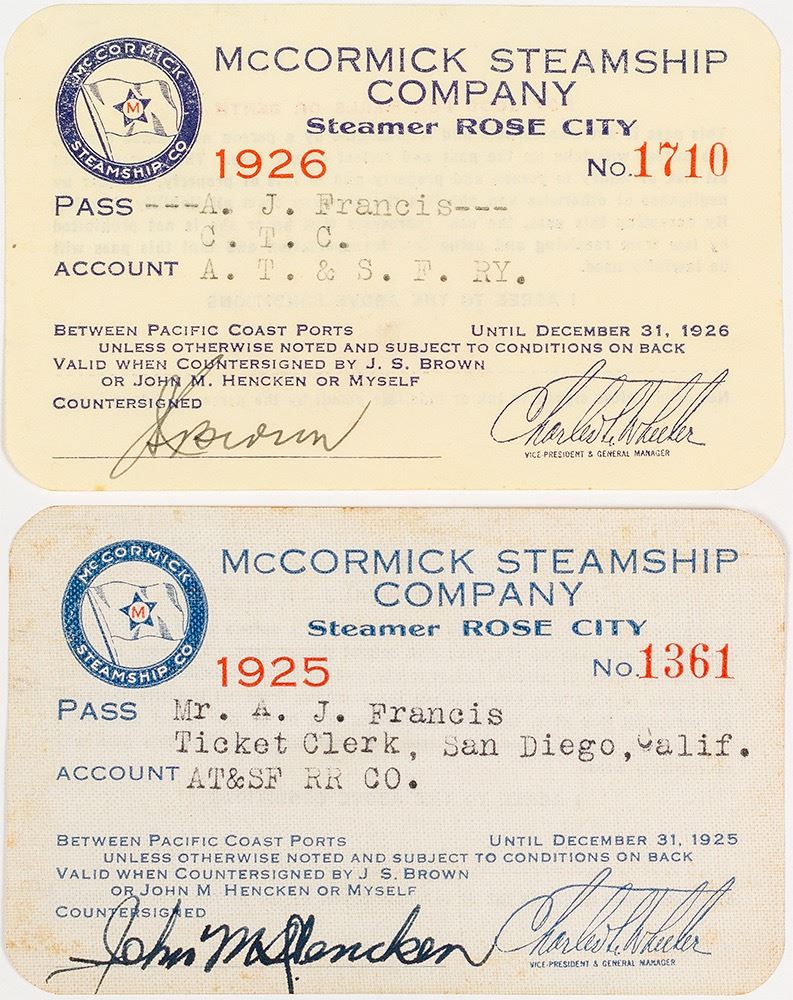 McCORMICK
STEAMSHIP CO
M
McCORMICK STEAMSHIP
COMPANY
Steamer ROSE CITY
1926 No. 1710
PASS ---A. J. Francis---
C. T. C.
ACCOUNT A. T. & S. F. RY.
BETWEEN PACIFIC COAST PORTS UNTIL DECEMBER 31, 1926
UNLESS OTHERWISE NOTED AND SUBJECT TO CONDITIONS ON BACK
VALID WHEN COUNTERSIGNED BY J. S. BROWN
OR JOHN M. HENCKEN OR MYSELF
COUNTERSIGNED
J S Brown Charles L. Wheeler
VICE-PRESIDENT & GENERAL MANAGER
McCORMICK
STEAMSHIP CO
M
McCORMICK STEAMSHIP
COMPANY
Steamer ROSE CITY
1925 No. 1361
PASS Mr. A. J. Francis
Ticket Clerk, San Diego, Calif.
ACCOUNT AT&SF RR CO.
BETWEEN PACIFIC COAST PORTS UNTIL DECEMBER 31, 1925
UNLESS OTHERWISE NOTED AND SUBJECT TO CONDITIONS ON BACK
VALID WHEN COUNTERSIGNED BY J S. BROWN
OR JOHN M HENCKEN OR MYSELF
COUNTERSIGNED
John M Hencken Charles L. Wheeler
VICE-PRESIDENT & GENERAL MANAGER